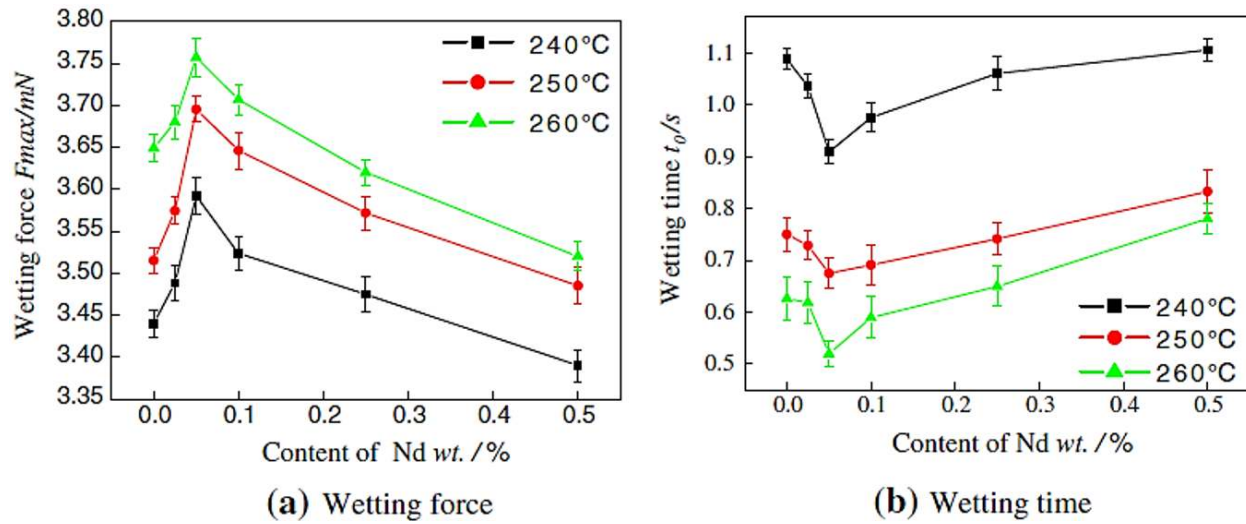 3.80
3.75
3.70
3.65
3.60
3.55
3.50
3.45
3.40
3.35
Wetting force Fmax/mN
240°C
250°C
260°C
0.0 0.1 0.2 0.3 0.4 0.5
Content of Nd wt. / %
(a) Wetting force
1.1
1.0
0.9
0.8
0.7
0.6
0.5
Wetting time t0/s
240°C
250°C
260°C
0.0 0.1 0.2 0.3 0.4 0.5
Content of Nd wt. / %
(b) Wetting time